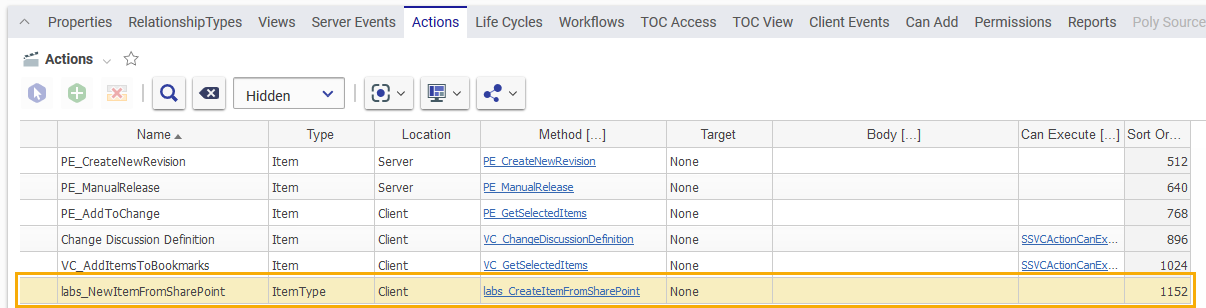 Properties RelationshipTypes Views Server Events Actions Life Cycles Workflows TOC Access TOC View Client Events Can Add Permissions Reports Poly Source
Actions
Hidden
Name Type Location Method [...] Target Body [...] Can Execute [...] Sort Or...
PE_CreateNewRevision Item Server PE_CreateNewRevision None 512
PE_ManualRelease Item Server PE_ManualRelease None 640
PE_AddToChange Item Client PE_GetSelectedItems None 768
Change Discussion Definition Item Client VC_ChangeDiscussionDefinition None SSVCActionCanEx... 896
VC_AddItemsToBookmarks Item Client VC_GetSelectedItems None SSVCActionCanEx... 1024
labs_NewItemFromSharePoint ItemType Client labs_CreateItemFromSharePoint None 1152